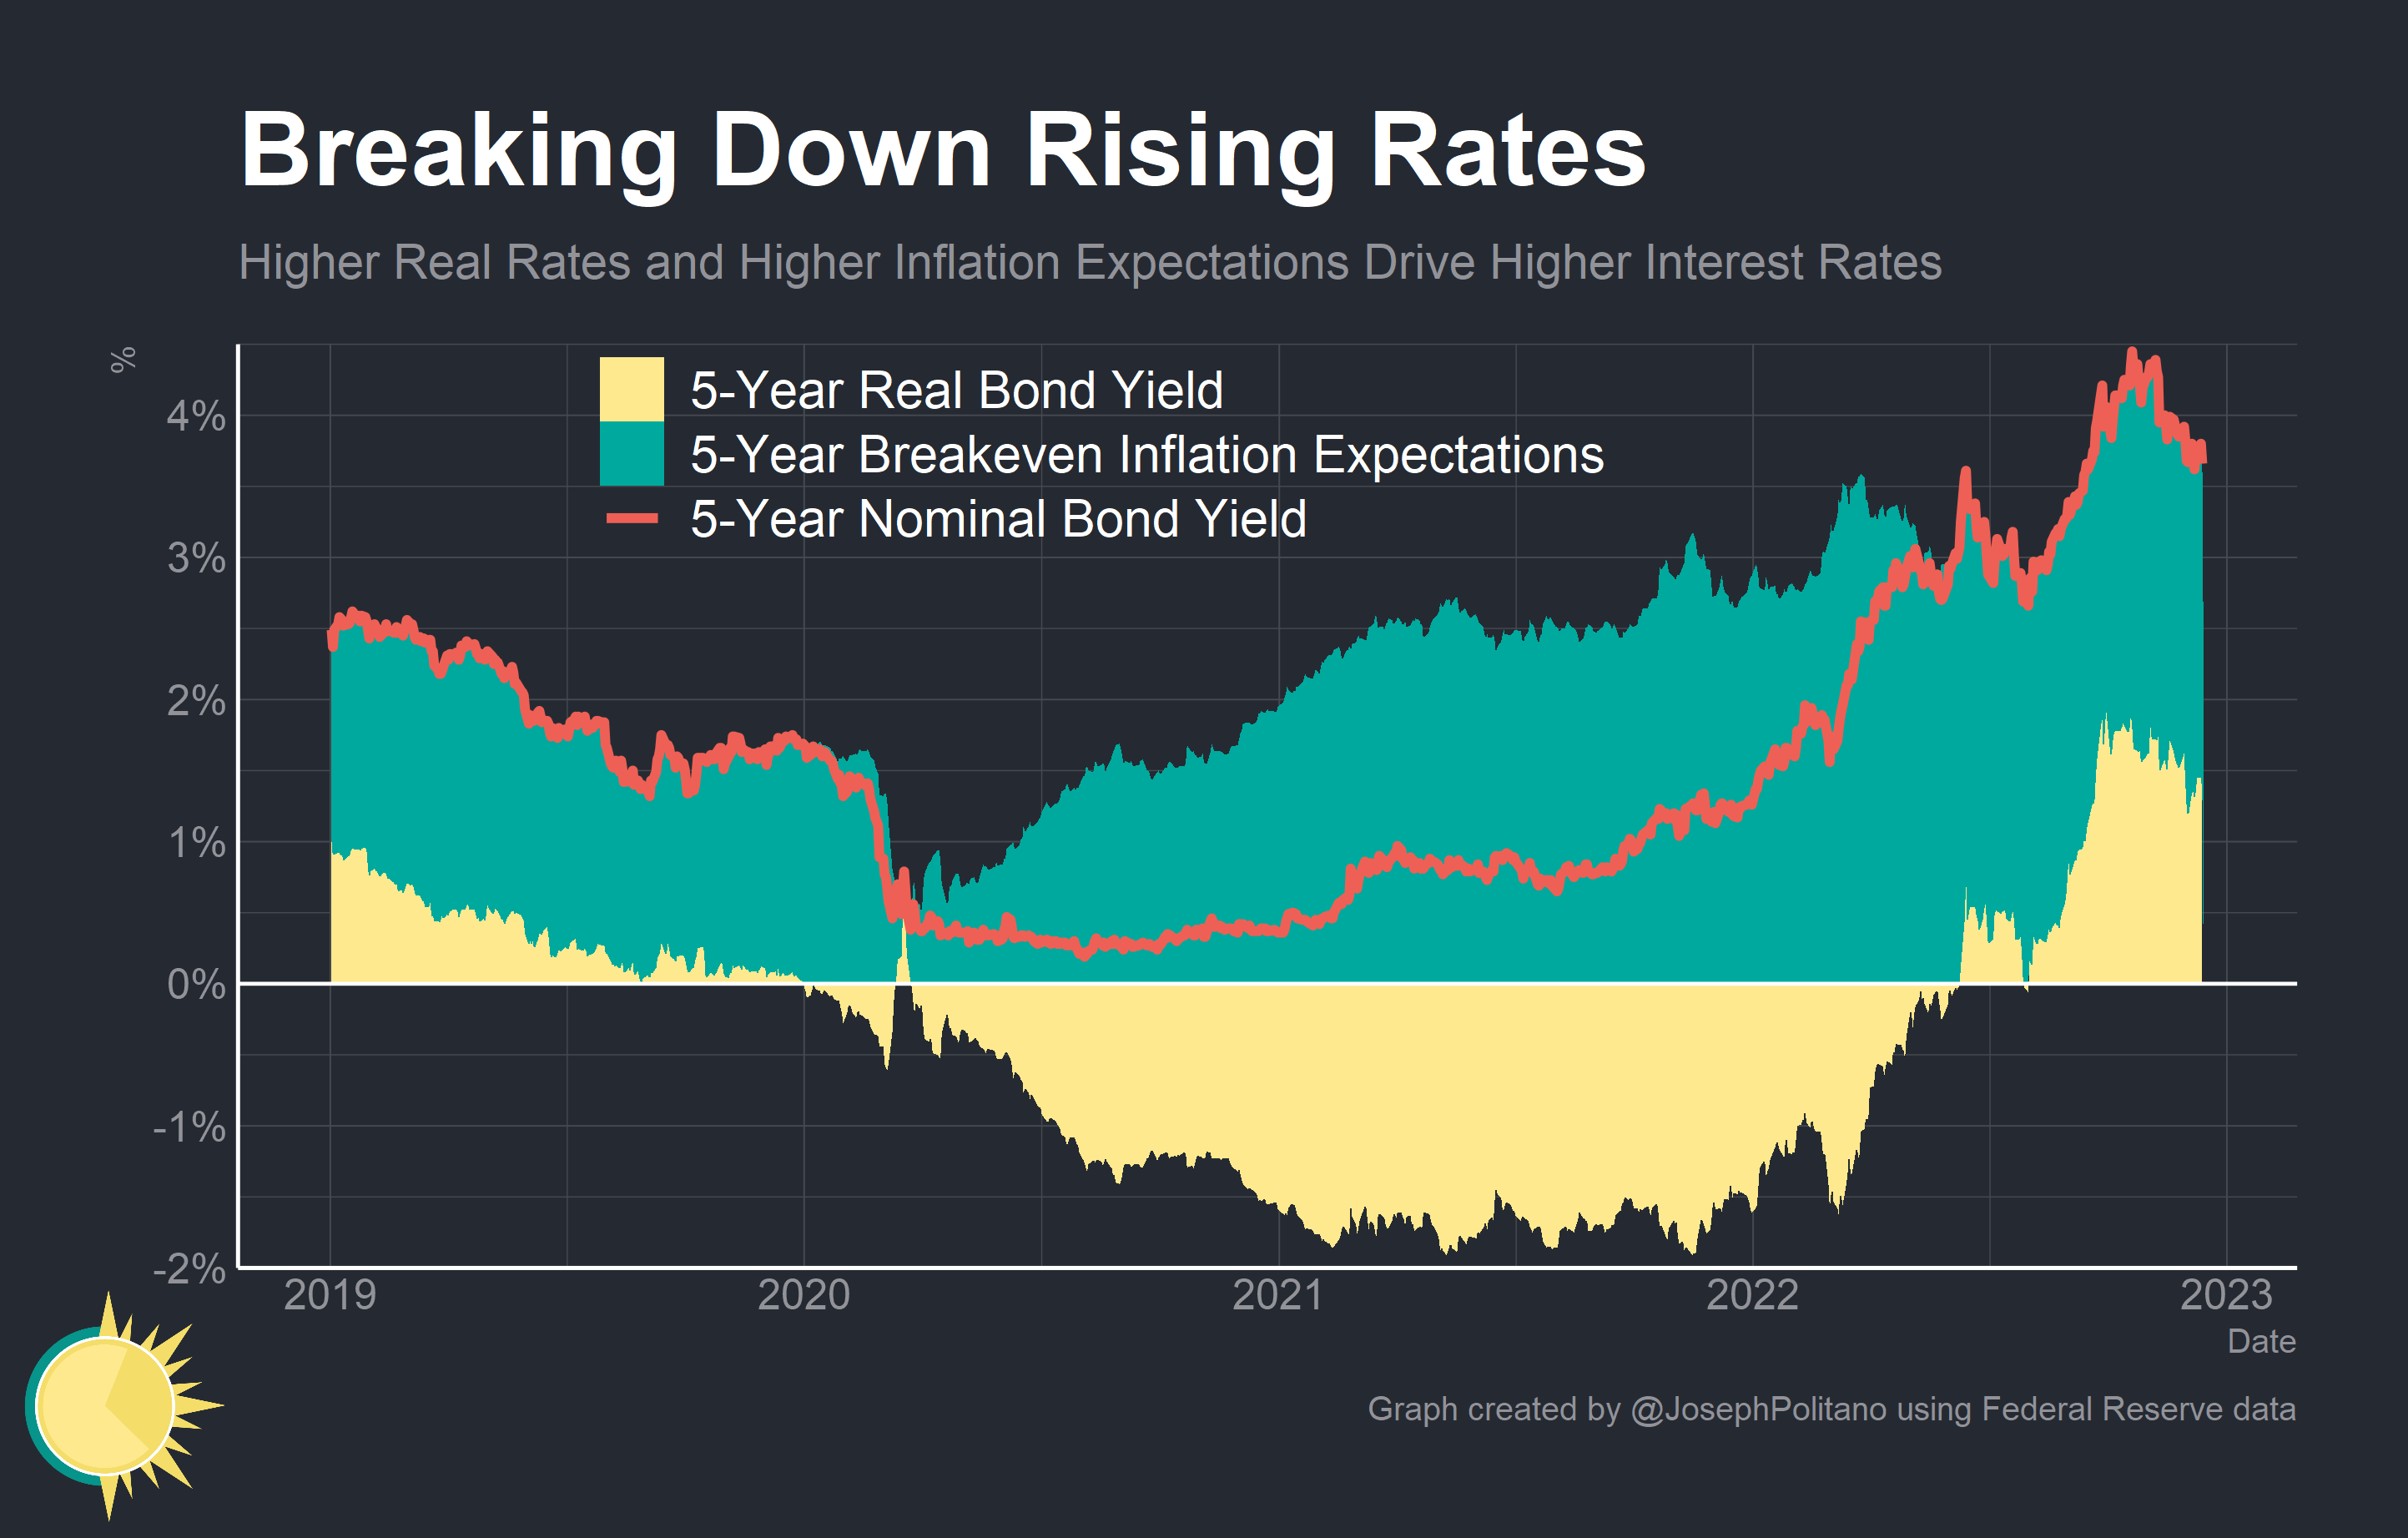 Breaking Down Rising Rates
Higher Real Rates and Higher Inflation Expectations Drive Higher Interest Rates
%
5-Year Real Bond Yield
5-Year Breakeven Inflation Expectations
5-Year Nominal Bond Yield
4%
3%
2%
1%
0%
-1%
-2%
2019 2020 2021 2022 2023
Date
Graph created by @JosephPolitano using Federal Reserve data